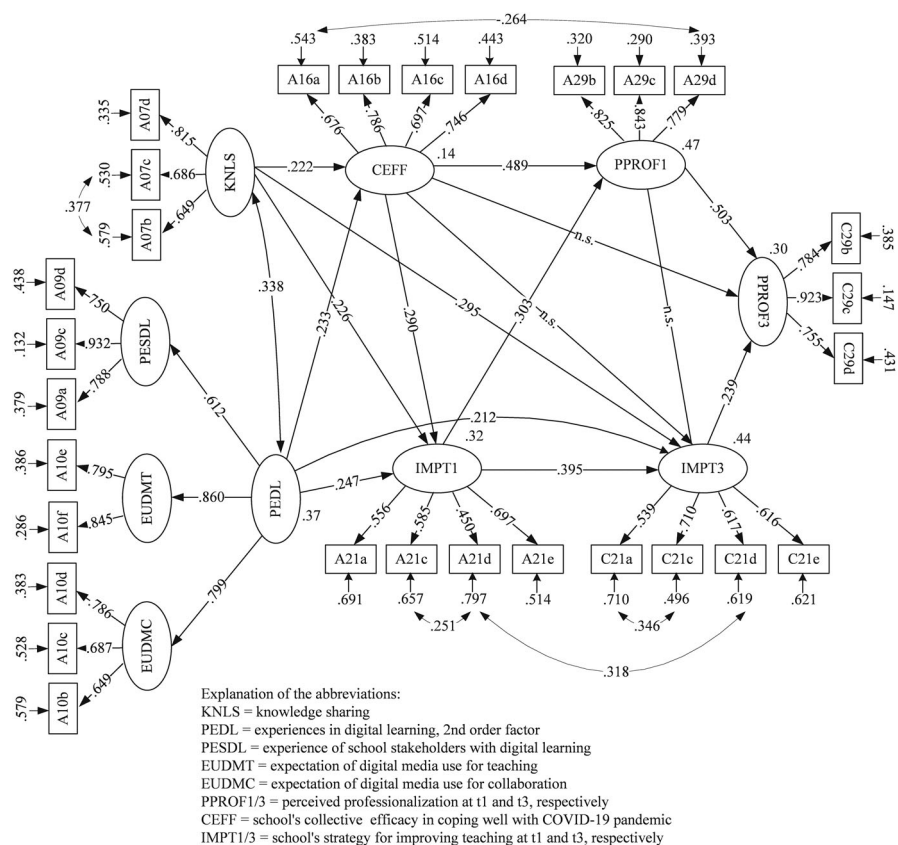 -.264
.543 .383 .514 .443 .320 .290 .393
A16a A16b A16c A16d A29b A29c A29d
.676 .786 .697 .746 .825 .843 .779
.335 A07d .815
.530 A07c .686
.377
.579 A07b .649
KNLS .222 CEFF .14 .489 PPROF1 .47
.503
n.s. .30
PPROF3
.784 C29b .385
.923 C29c .147
.755 C29d .431
.338 .233 .226 .290 .295 .303 n.s. n.s. .239
.438 A09d .750
.132 A09c .932
.379 A09a .788
PESDL
.612
.212
.386 A10e .795
.286 A10f .845
EUDMT .860 PEDL .37 .247 IMPT1 .32 .395 IMPT3 .44
.799
.383 A10d .786
.528 A10c .687
.579 A10b .649
EUDMC
.556 .585 .450 .697 .539 .710 .617 .616
A21a A21c A21d A21e C21a C21c C21d C21e
.691 .657 .797 .514 .710 .496 .619 .621
.251 .346
.318
Explanation of the abbreviations:
KNLS = knowledge sharing
PEDL = experiences in digital learning, 2nd order factor
PESDL = experience of school stakeholders with digital learning
EUDMT = expectation of digital media use for teaching
EUDMC = expectation of digital media use for collaboration
PPROF1/3 = perceived professionalization at t1 and t3, respectively
CEFF = school's collective efficacy in coping well with COVID-19 pandemic
IMPT1/3 = school's strategy for improving teaching at t1 and t3, respectively